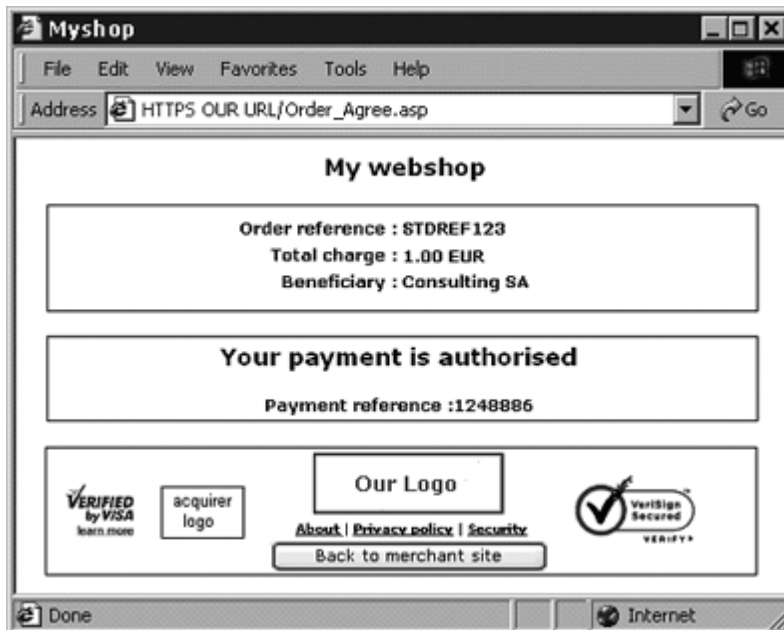 Myshop
File Edit View Favorites Tools Help
Address HTTPS OUR URL/Order_Agree.asp Go
My webshop
Order reference : STDREF123
Total charge : 1.00 EUR
Beneficiary : Consulting SA
Your payment is authorised
Payment reference :1248886
VERIFIED
by VISA
learn more
acquirer
logo
Our Logo
About | Privacy policy | Security
Back to merchant site
VeriSign
Secured
VERIFY
Done Internet